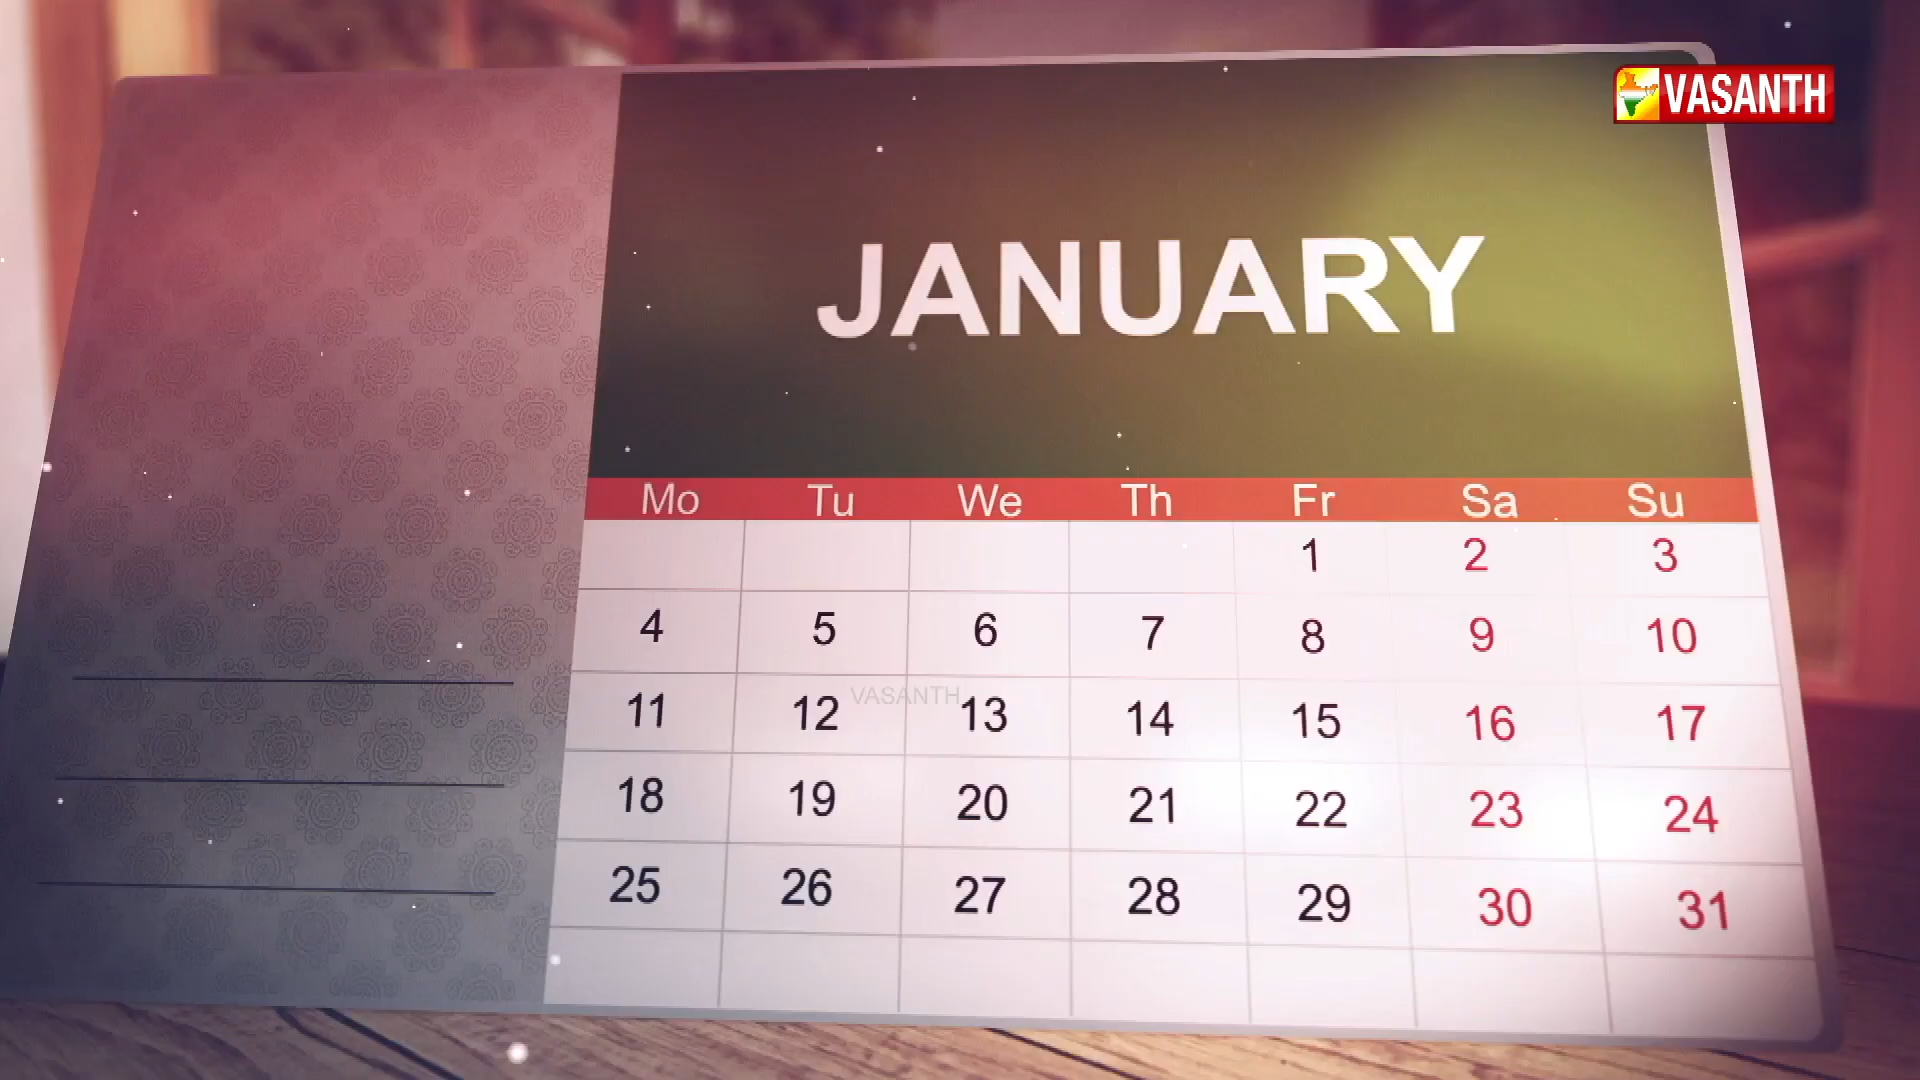 VASANTH
JANUARY
Mo Tu We Th Fr Sa Su
1 2 3
4 5 6 7 8 9 10
11 12 13 14 15 16 17
VASANTH
18 19 20 21 22 23 24
25 26 27 28 29 30 31